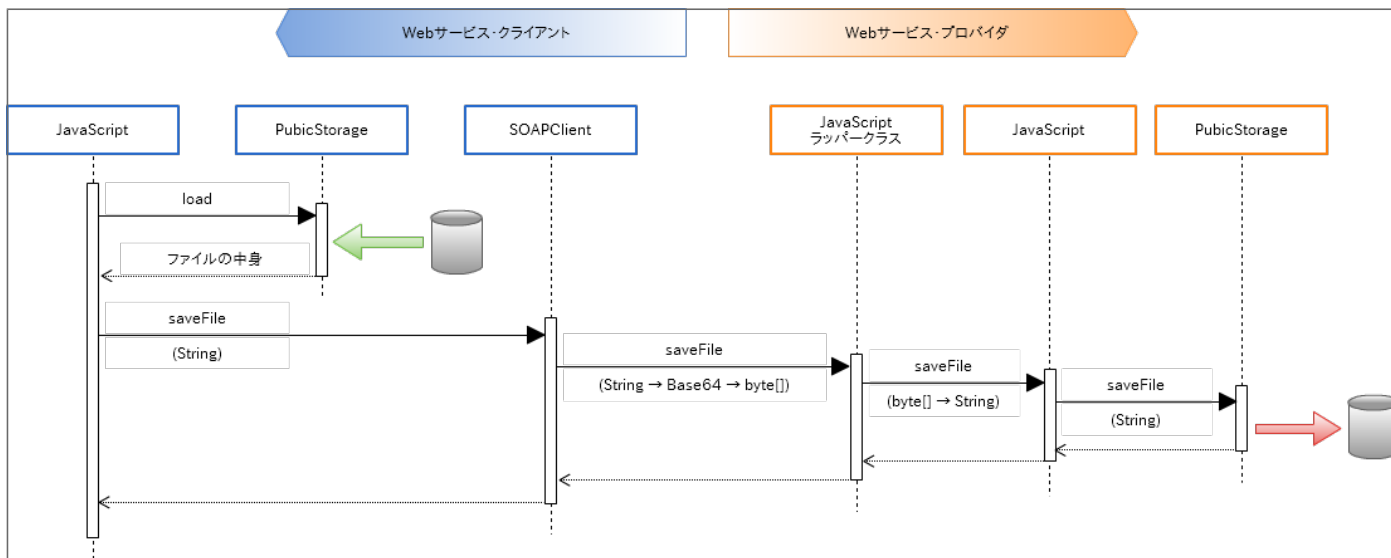 Webサービス・クライアント
Webサービス・プロバイダ
JavaScript
PubicStorage
SOAPClient
JavaScript
ラッパークラス
JavaScript
PubicStorage
load
ファイルの中身
saveFile
(String)
saveFile
(String → Base64 → byte[])
saveFile
(byte[] → String)
saveFile
(String)